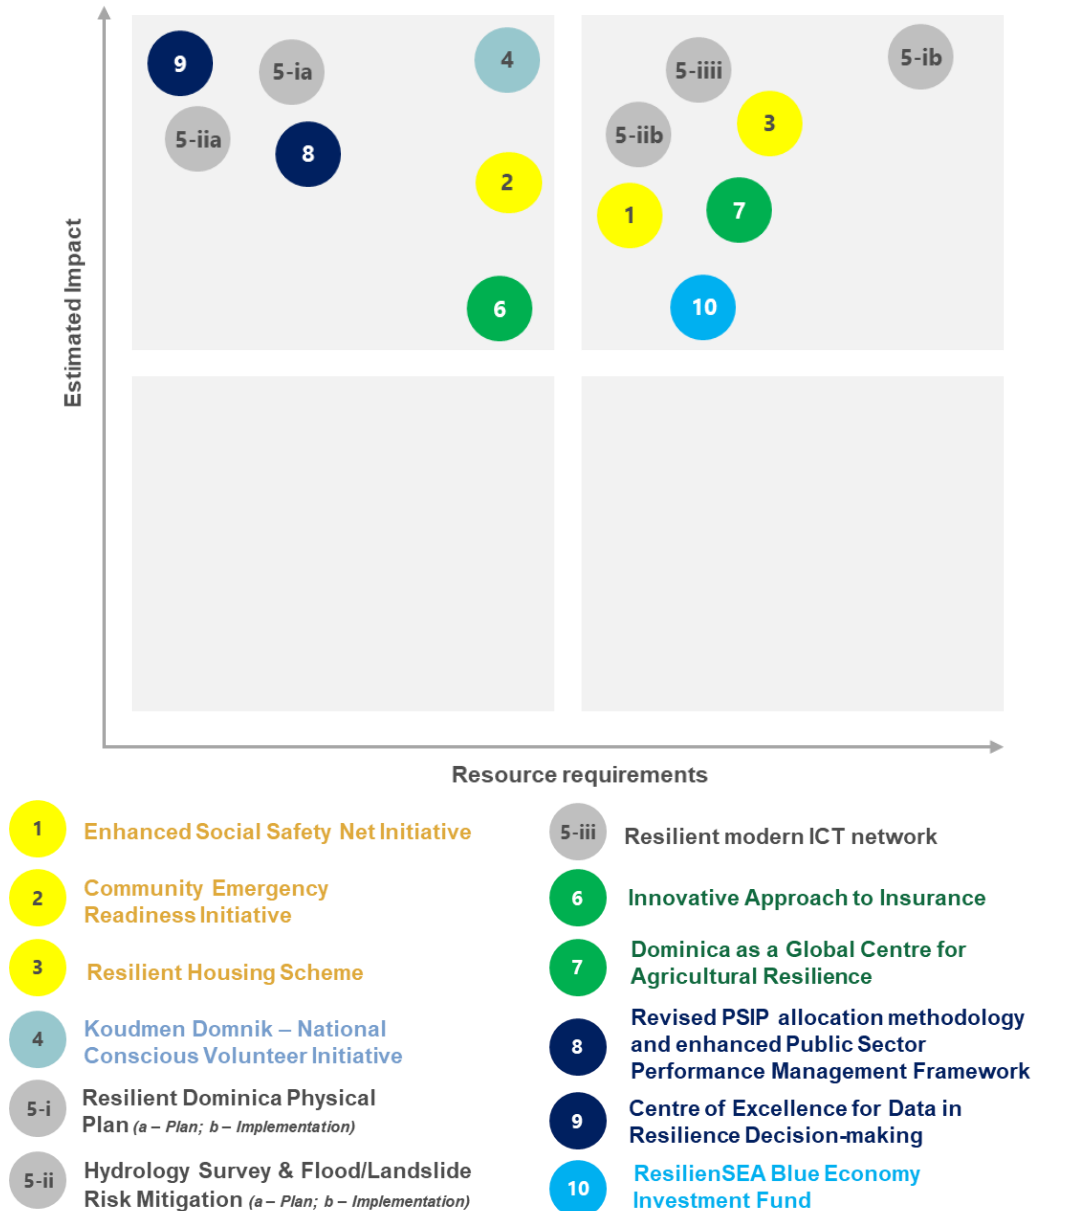 9
5-ia
4
5-iiii
5-ib
5-iia
8
5-iib
3
2
1
7
6
10
Estimated Impact
Resource requirements
1 Enhanced Social Safety Net Initiative
2 Community Emergency
Readiness Initiative
3 Resilient Housing Scheme
4 Koudmen Domnik – National
Conscious Volunteer Initiative
5-i Resilient Dominica Physical
Plan (a – Plan; b – Implementation)
5-ii Hydrology Survey & Flood/Landslide
Risk Mitigation (a – Plan; b – Implementation)
5-iii Resilient modern ICT network
6 Innovative Approach to Insurance
7 Dominica as a Global Centre for
Agricultural Resilience
8 Revised PSIP allocation methodology
and enhanced Public Sector
Performance Management Framework
9 Centre of Excellence for Data in
Resilience Decision-making
10 ResilienSEA Blue Economy
Investment Fund